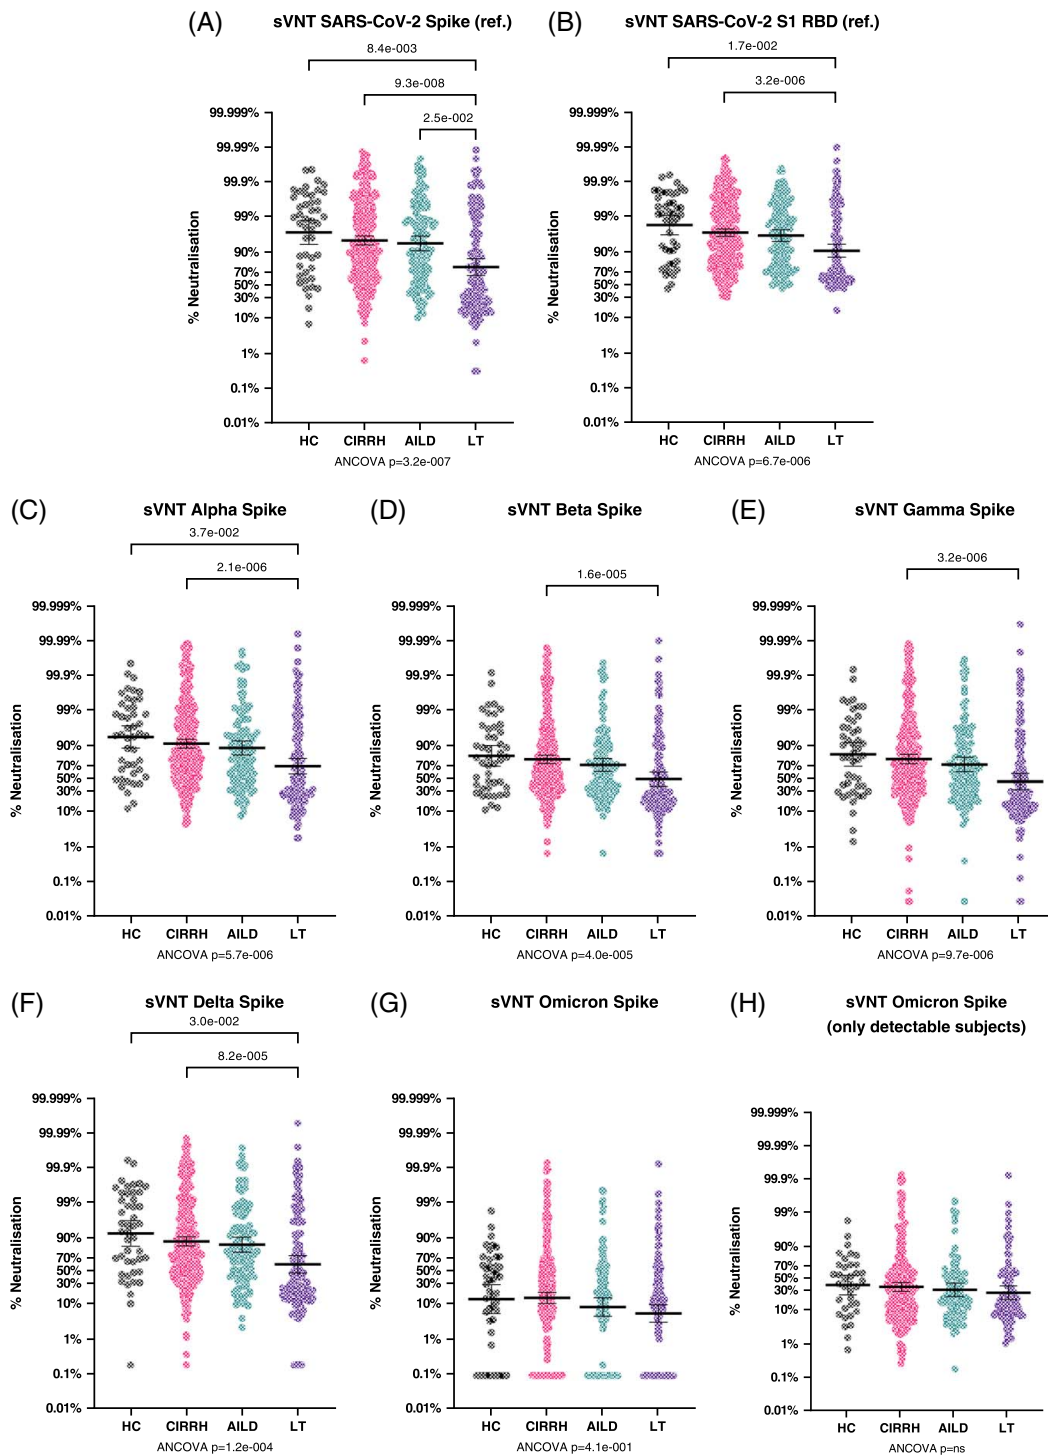 (A) sVNT SARS-CoV-2 Spike (ref.)
8.4e-003
9.3e-008
2.5e-002
99.999%
99.99%
99.9%
99%
90%
70%
50%
30%
10%
1%
0.1%
0.01%
% Neutralisation
HC CIRRH AILD LT
ANCOVA p=3.2e-007
(B) sVNT SARS-CoV-2 S1 RBD (ref.)
1.7e-002
3.2e-006
99.999%
99.99%
99.9%
99%
90%
70%
50%
30%
10%
1%
0.1%
0.01%
% Neutralisation
HC CIRRH AILD LT
ANCOVA p=6.7e-006
(C) sVNT Alpha Spike
3.7e-002
2.1e-006
99.999%
99.99%
99.9%
99%
90%
70%
50%
30%
10%
1%
0.1%
0.01%
% Neutralisation
HC CIRRH AILD LT
ANCOVA p=5.7e-006
(D) sVNT Beta Spike
1.6e-005
99.999%
99.99%
99.9%
99%
90%
70%
50%
30%
10%
1%
0.1%
0.01%
% Neutralisation
HC CIRRH AILD LT
ANCOVA p=4.0e-005
(E) sVNT Gamma Spike
3.2e-006
99.999%
99.99%
99.9%
99%
90%
70%
50%
30%
10%
1%
0.1%
0.01%
% Neutralisation
HC CIRRH AILD LT
ANCOVA p=9.7e-006
(F) sVNT Delta Spike
3.0e-002
8.2e-005
99.999%
99.99%
99.9%
99%
90%
70%
50%
30%
10%
1%
0.1%
0.01%
% Neutralisation
HC CIRRH AILD LT
ANCOVA p=1.2e-004
(G) sVNT Omicron Spike
99.999%
99.99%
99.9%
99%
90%
70%
50%
30%
10%
1%
0.1%
0.01%
% Neutralisation
HC CIRRH AILD LT
ANCOVA p=4.1e-001
(H) sVNT Omicron Spike
(only detectable subjects)
99.999%
99.99%
99.9%
99%
90%
70%
50%
30%
10%
1%
0.1%
0.01%
% Neutralisation
HC CIRRH AILD LT
ANCOVA p=ns